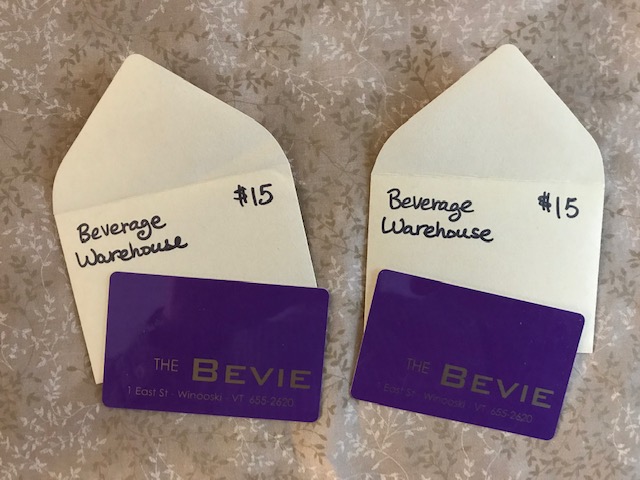 Beverage $15
Warehouse
THE BEVIE
1 East St - Winooski - VT 655-2620
Beverage $15
Warehouse
THE BEVIE
1 East St - Winooski - VT 655-2620